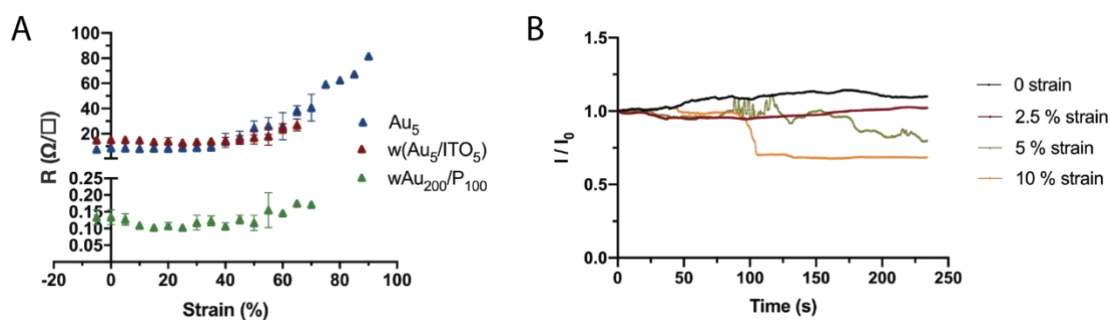 A
R (Ω/□)
100
80
60
40
20
0.25
0.20
0.15
0.10
0.05
-20
0
20
40
60
80
100
Strain (%)
Au5
w(Au5/ITO5)
wAu200/P100
B
I / I0
1.5
1.0
0.5
0.0
0
50
100
150
200
250
Time (s)
0 strain
2.5 % strain
5 % strain
10 % strain